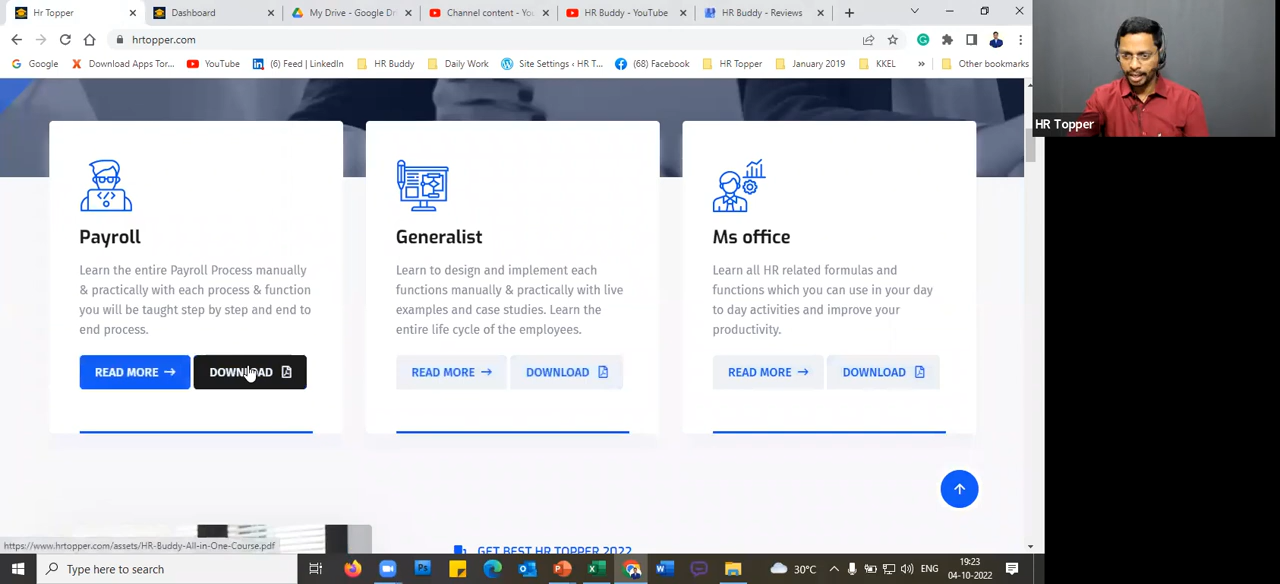 Hr Topper
Dashboard
My Drive - Google Dr
Channel content - You
HR Buddy - YouTube
HR Buddy - Reviews
hrtopper.com
Google
Download Apps Tor...
YouTube
(6) Feed | LinkedIn
HR Buddy
Daily Work
Site Settings ‹ HR T...
(68) Facebook
HR Topper
January 2019
KKEL
»
Other bookmarks
HR Topper
Payroll
Learn the entire Payroll Process manually
& practically with each process & function
you will be taught step by step and end to
end process.
READ MORE →
DOWNLOAD
Generalist
Learn to design and implement each
functions manually & practically with live
examples and case studies. Learn the
entire life cycle of the employees.
READ MORE →
DOWNLOAD
Ms office
Learn all HR related formulas and
functions which you can use in your day
to day activities and improve your
productivity.
READ MORE →
DOWNLOAD
GET BEST HR TOPPER 2022
https://www.hrtopper.com/assets/HR-Buddy-All-in-One-Course.pdf
Type here to search
30°C
ENG
19:23
04-10-2022